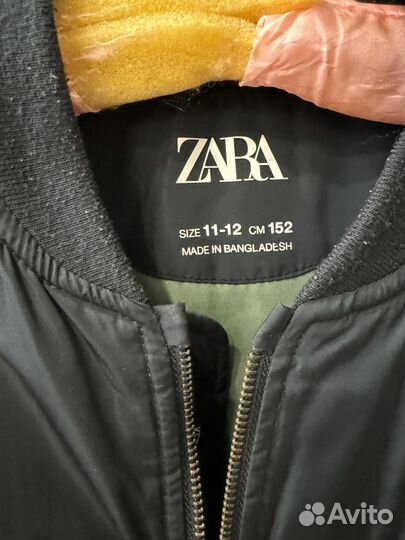 ZARA
SIZE 11-12 CM 152
MADE IN BANGLADESH
Avito